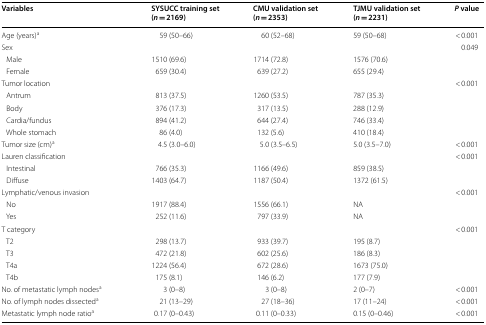 Variables SYSUCC training set (n = 2169) CMU validation set (n = 2353) TJMU validation set (n = 2231) P value
Age (years)a 59 (50–66) 60 (52–68) 59 (50–68) < 0.001
Sex 0.049
Male 1510 (69.6) 1714 (72.8) 1576 (70.6)
Female 659 (30.4) 639 (27.2) 655 (29.4)
Tumor location < 0.001
Antrum 813 (37.5) 1260 (53.5) 787 (35.3)
Body 376 (17.3) 317 (13.5) 288 (12.9)
Cardia/fundus 894 (41.2) 644 (27.4) 746 (33.4)
Whole stomach 86 (4.0) 132 (5.6) 410 (18.4)
Tumor size (cm)a 4.5 (3.0–6.0) 5.0 (3.5–6.5) 5.0 (3.5–7.0) < 0.001
Lauren classification < 0.001
Intestinal 766 (35.3) 1166 (49.6) 859 (38.5)
Diffuse 1403 (64.7) 1187 (50.4) 1372 (61.5)
Lymphatic/venous invasion < 0.001
No 1917 (88.4) 1556 (66.1) NA
Yes 252 (11.6) 797 (33.9) NA
T category < 0.001
T2 298 (13.7) 933 (39.7) 195 (8.7)
T3 472 (21.8) 602 (25.6) 186 (8.3)
T4a 1224 (56.4) 672 (28.6) 1673 (75.0)
T4b 175 (8.1) 146 (6.2) 177 (7.9)
No. of metastatic lymph nodesa 3 (0–8) 3 (0–8) 2 (0–7) < 0.001
No. of lymph nodes dissecteda 21 (13–29) 27 (18–36) 17 (11–24) < 0.001
Metastatic lymph node ratioa 0.17 (0–0.43) 0.11 (0–0.33) 0.15 (0–0.46) < 0.001